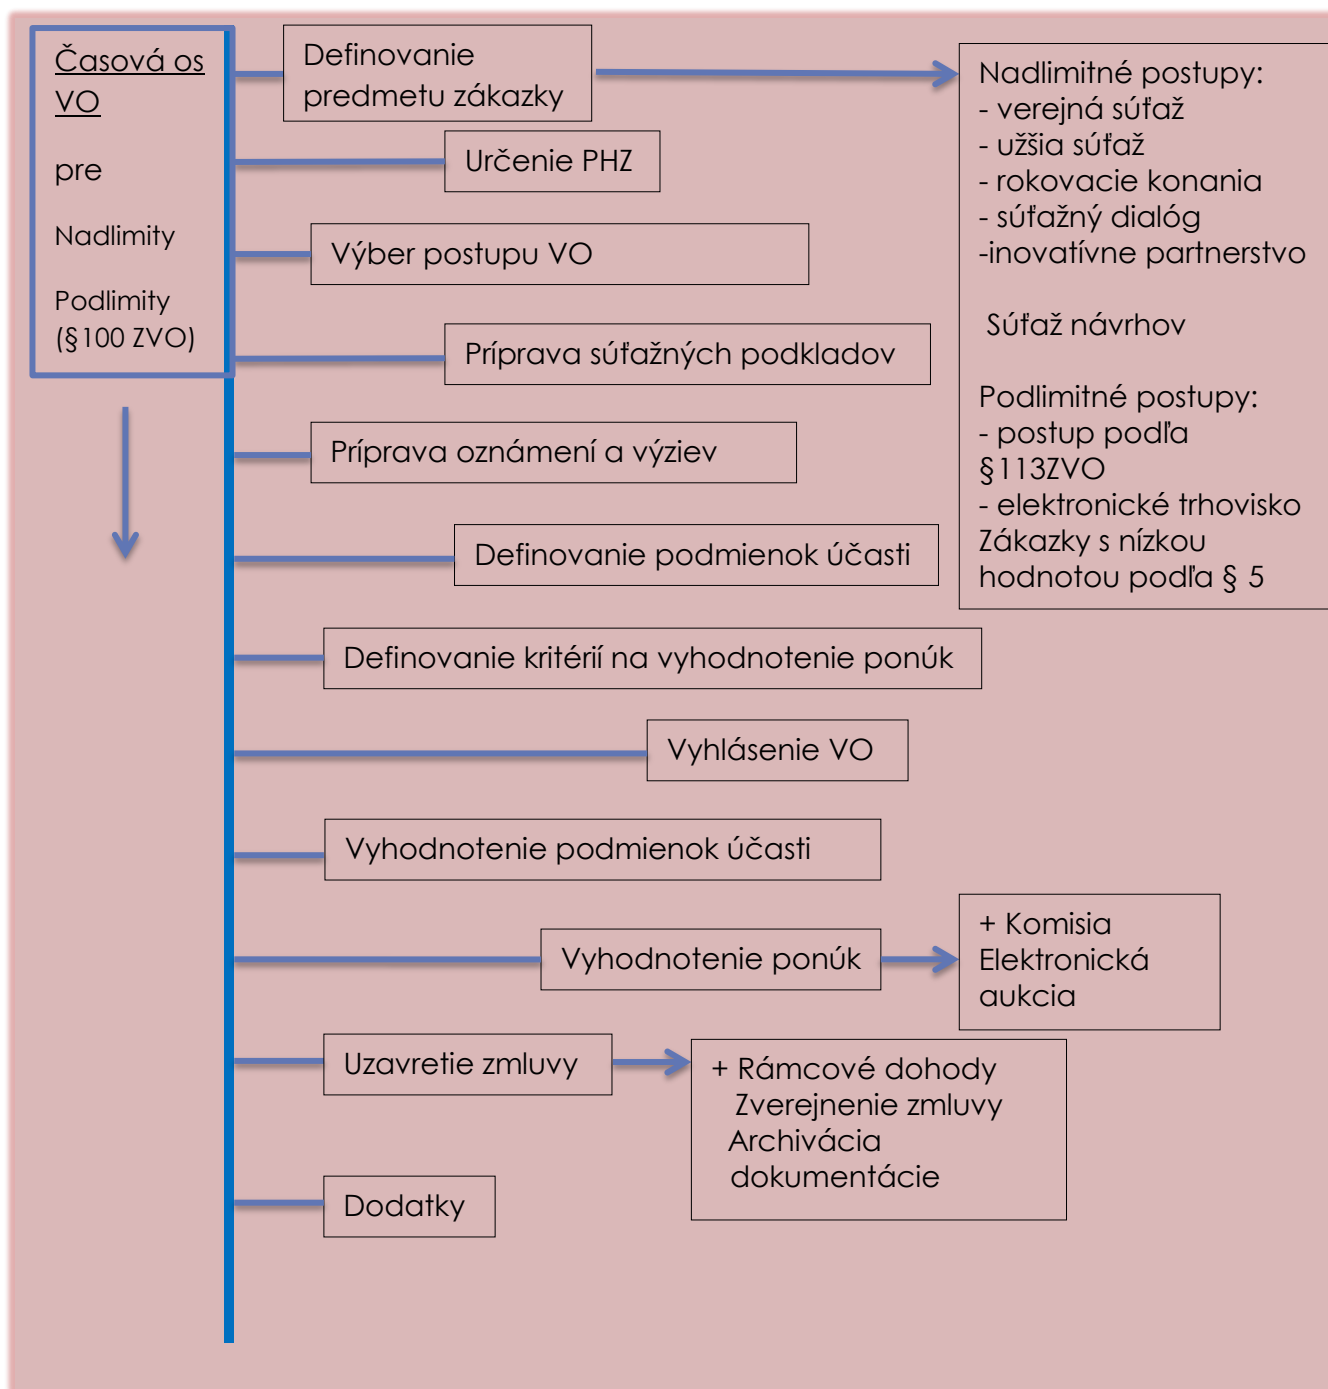 Časová os
VO
pre
Nadlimity
Podlimity
(§100 ZVO)
Definovanie
predmetu zákazky
Nadlimitné postupy:
- verejná súťaž
- užšia súťaž
- rokovacie konania
- súťažný dialóg
-inovatívne partnerstvo
Súťaž návrhov
Podlimitné postupy:
- postup podľa
§113ZVO
- elektronické trhovisko
Zákazky s nízkou
hodnotou podľa § 5
Určenie PHZ
Výber postupu VO
Príprava súťažných podkladov
Príprava oznámení a výziev
Definovanie podmienok účasti
Definovanie kritérií na vyhodnotenie ponúk
Vyhlásenie VO
Vyhodnotenie podmienok účasti
Vyhodnotenie ponúk
+ Komisia
Elektronická
aukcia
Uzavretie zmluvy
+ Rámcové dohody
Zverejnenie zmluvy
Archivácia
dokumentácie
Dodatky